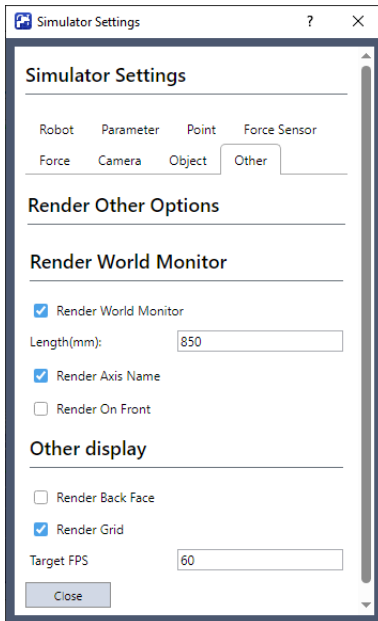 Simulator Settings ?
Simulator Settings
Robot Parameter Point Force Sensor
Force Camera Object Other
Render Other Options
Render World Monitor
Render World Monitor
Length(mm): 850
Render Axis Name
Render On Front
Other display
Render Back Face
Render Grid
Target FPS 60
Close